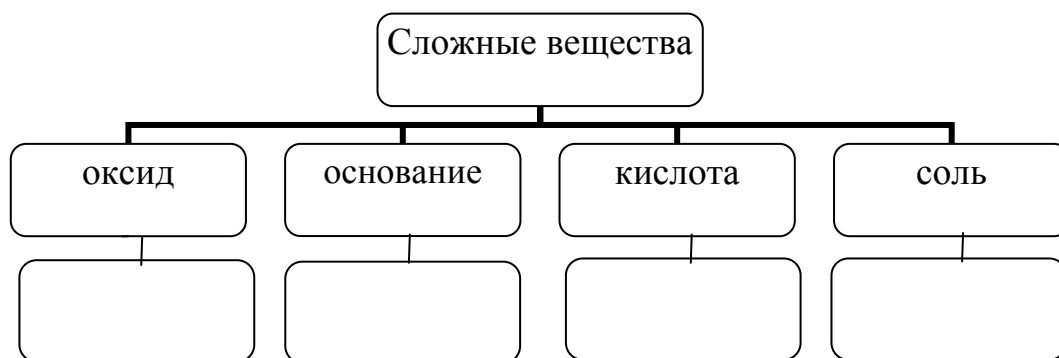 Сложные вещества
оксид
основание
кислота
соль